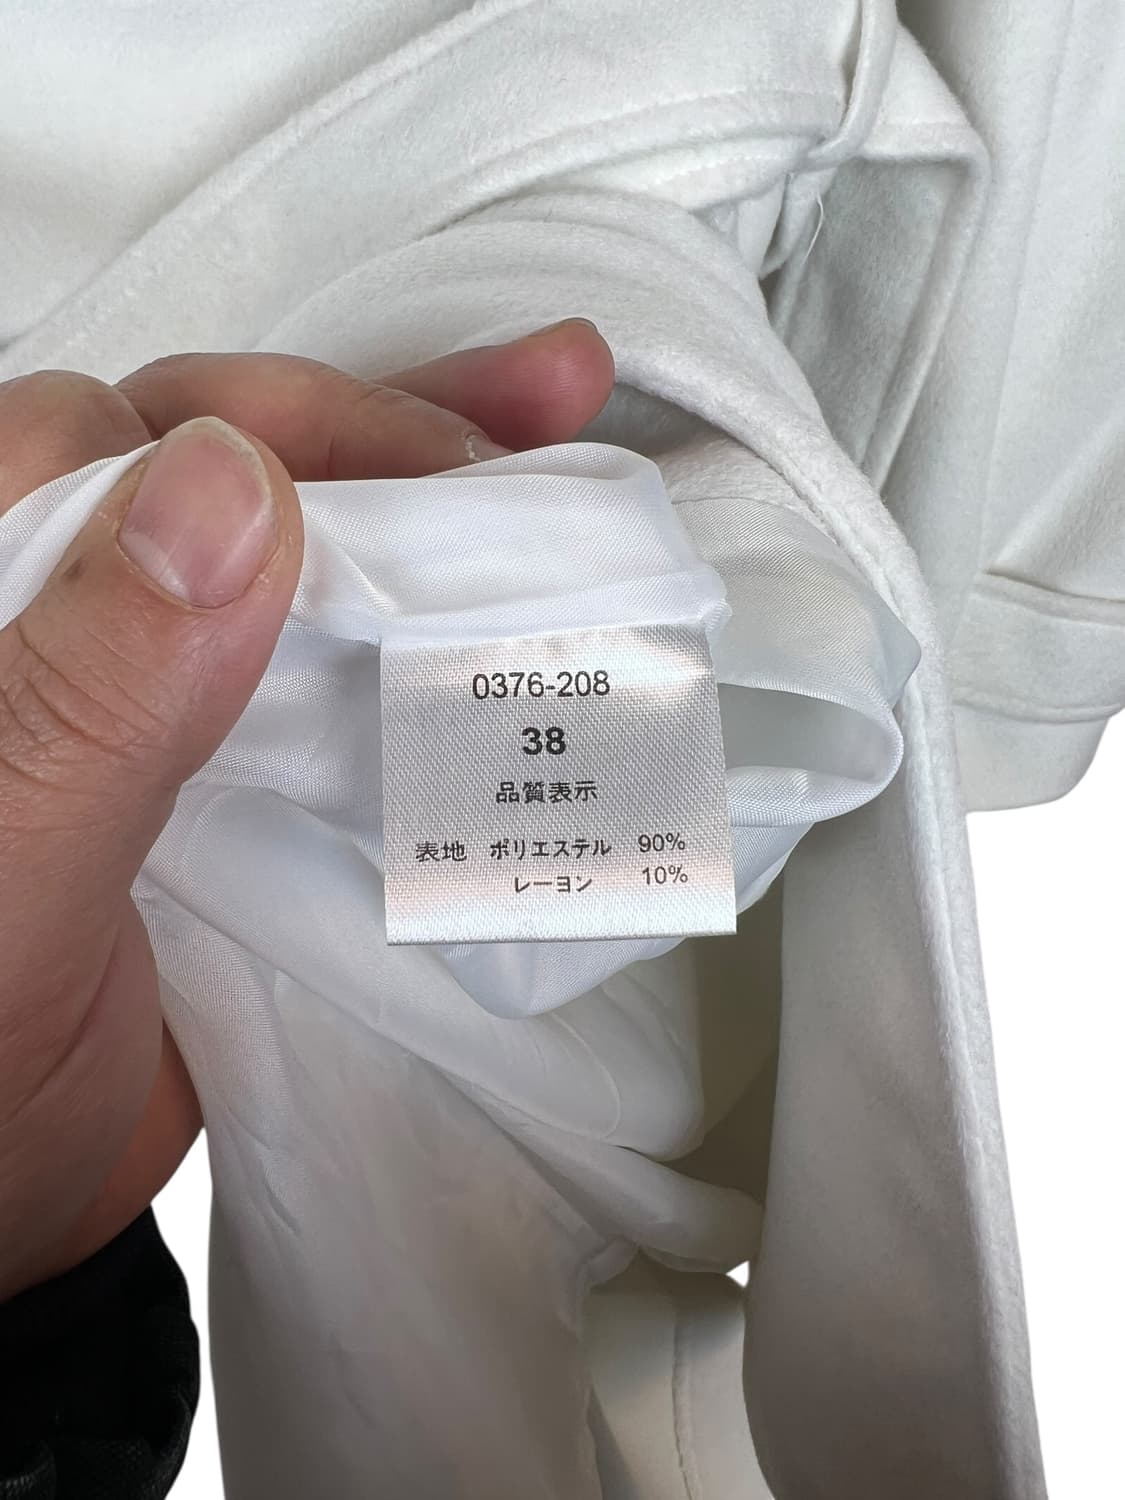 0376-208
38
品質表示
表地 ポリエステル 90%
レーヨン 10%